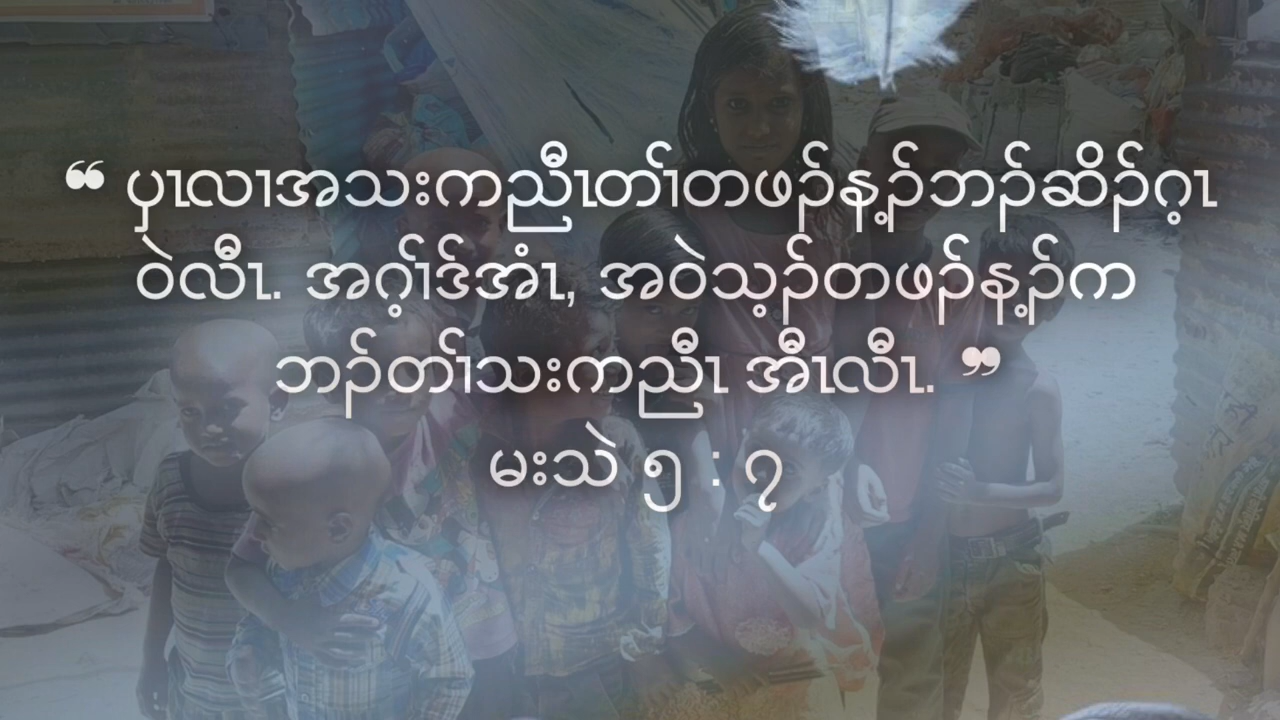 ❝ ပှၤလၢအသးကညီၤတၢ်တဖၣ်န့ၣ်ဘၣ်ဆိၣ်ဂ့ၤ
ဝဲလီၤ. အဂ့ၢ်ဒ်အံၤ, အဝဲသ့ၣ်တဖၣ်န့ၣ်က
ဘၣ်တၢ်သးကညီၤ အီၤလီၤ. ❞
မးသဲ ၅ : ၇